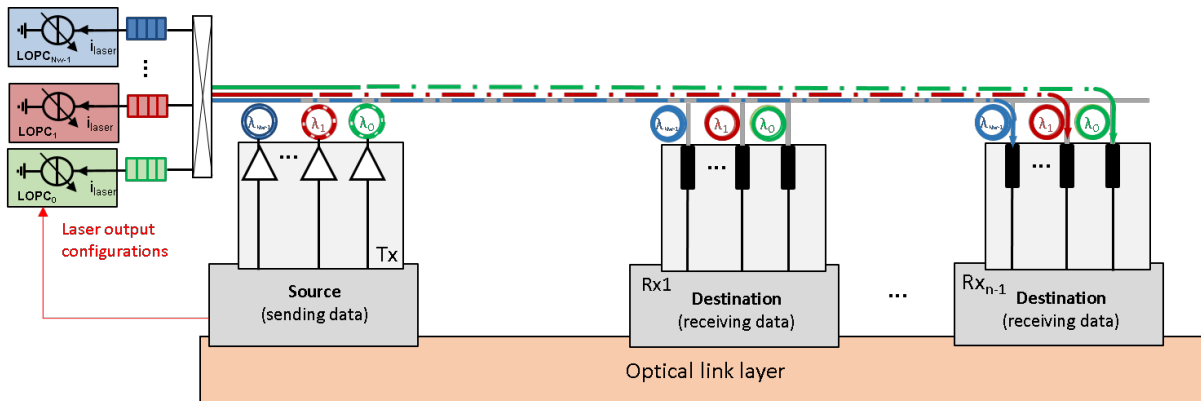 i_laser
LOPC_Nw-1
...
i_laser
LOPC_1
i_laser
LOPC_0
Laser output
configurations
λ_Nw-1 ... λ_1 λ_0
Tx
Source
(sending data)
λ_Nw-1 λ_1 λ_0
...
Rx1
Destination
(receiving data)
...
λ_Nw-1 λ_1 λ_0
...
Rx_n-1
Destination
(receiving data)
Optical link layer